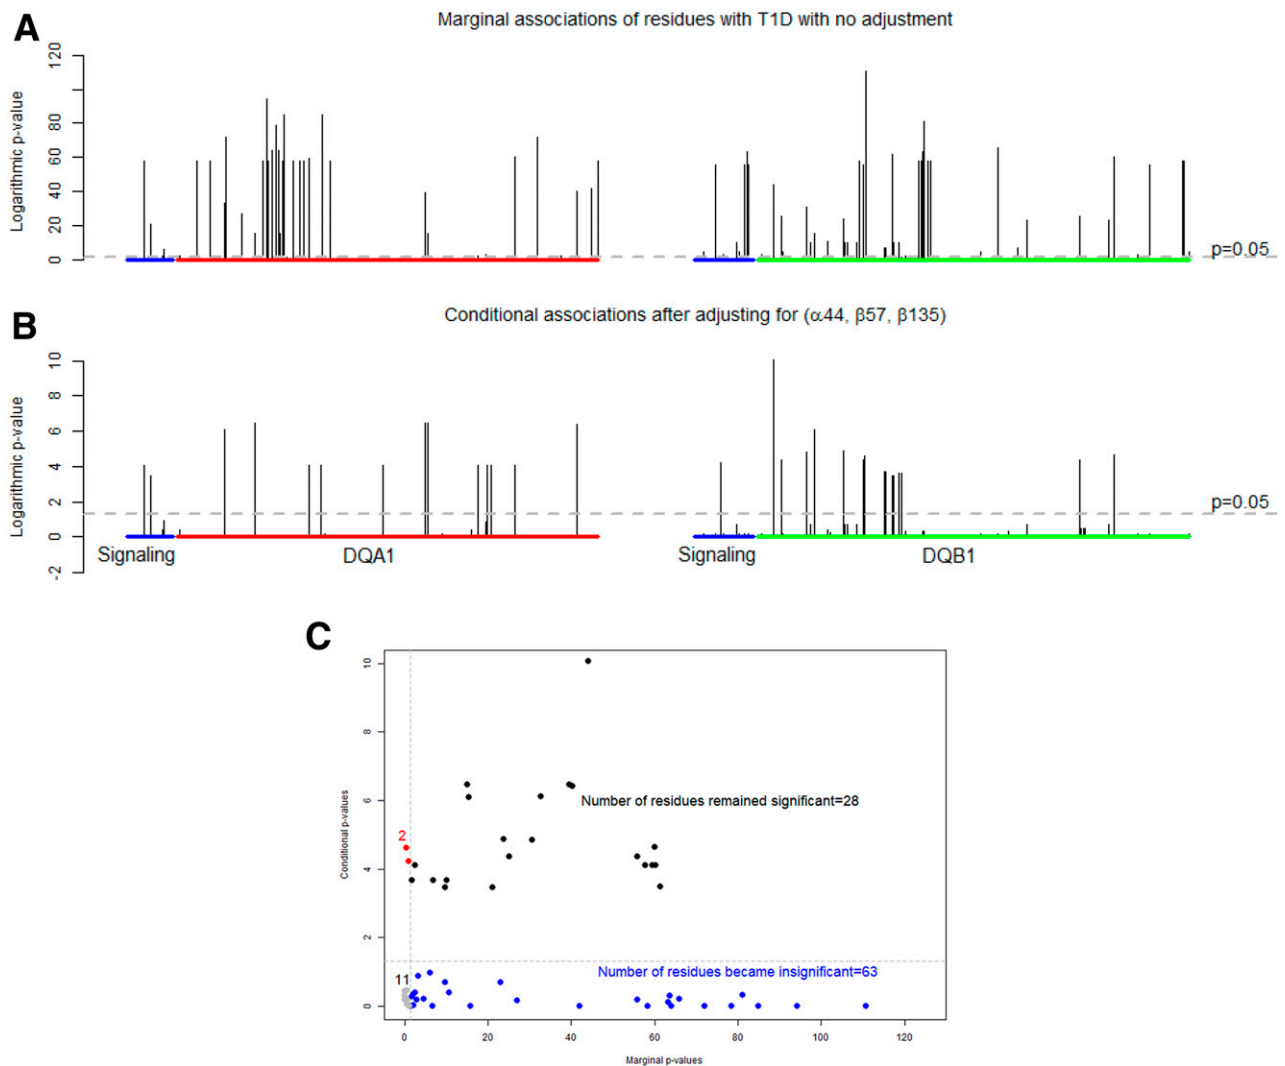 A
Marginal associations of residues with T1D with no adjustment
Logarithmic p-value
120
80
60
40
20
0
p=0.05
B
Conditional associations after adjusting for (α44, β57, β135)
Logarithmic p-value
10
8
6
4
2
0
-2
p=0.05
Signaling
DQA1
Signaling
DQB1
C
Conditional p-values
10
8
6
4
2
0
2
Number of residues remained significant=28
11
Number of residues became insignificant=63
0 20 40 60 80 100 120
Marginal p-values